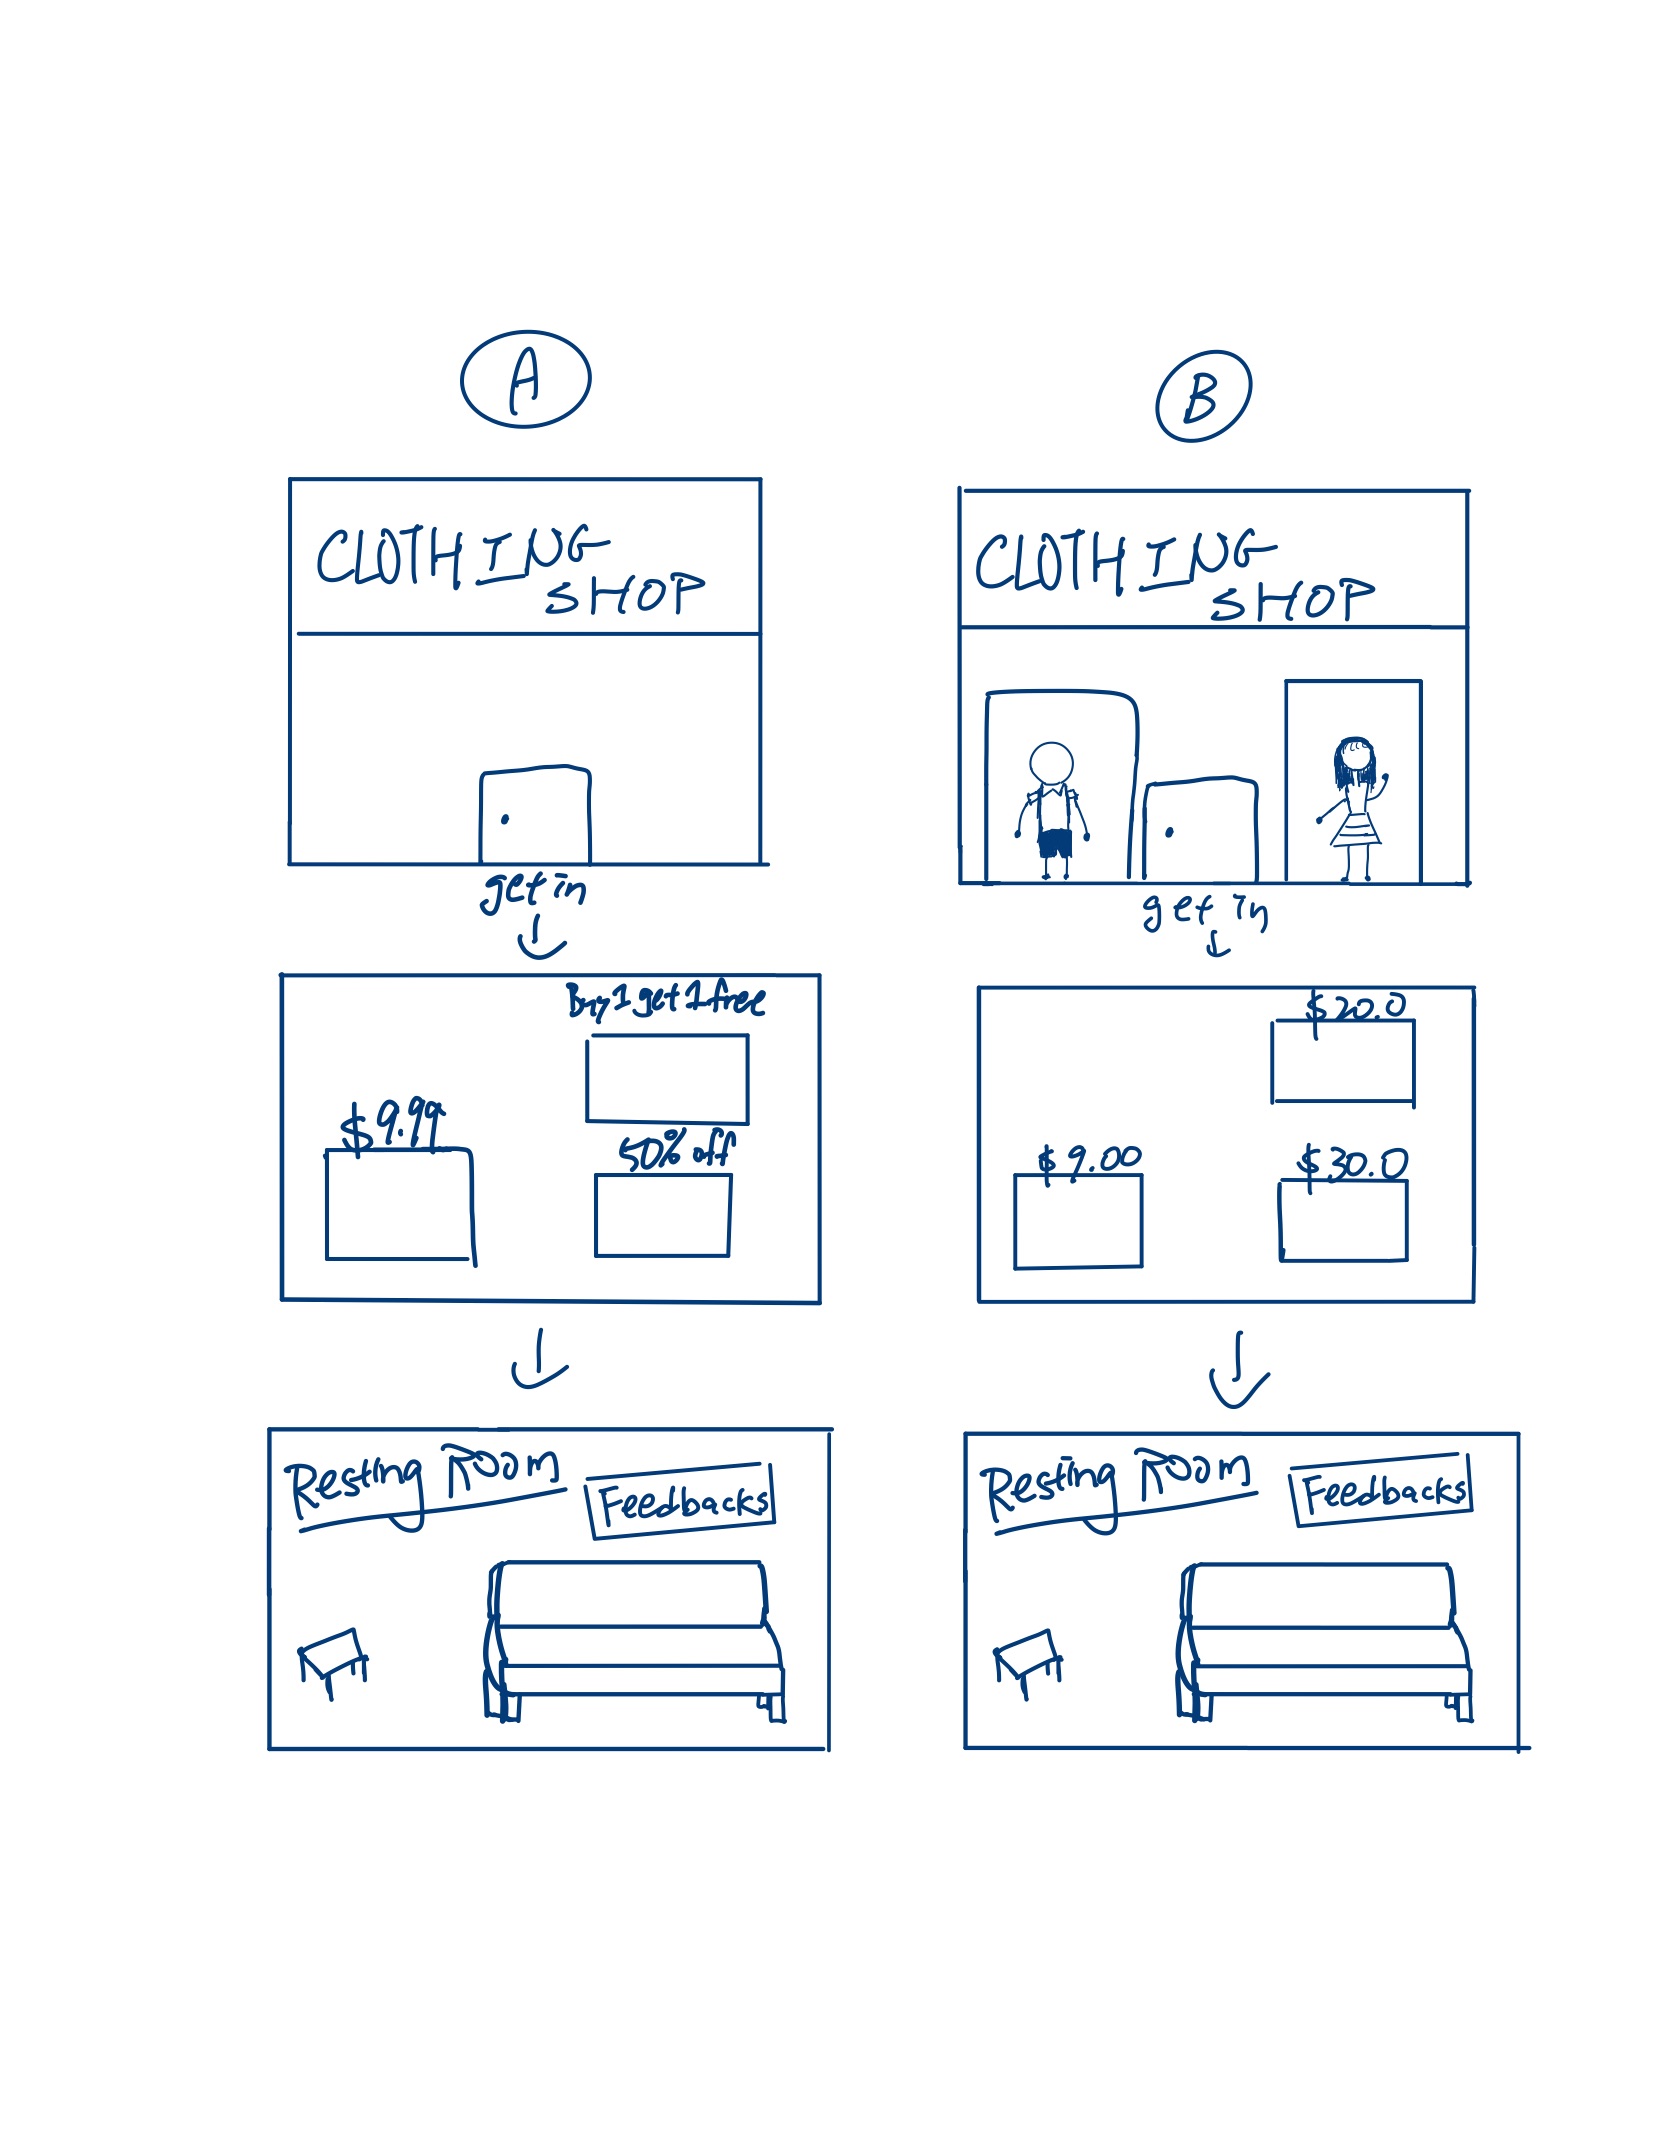 A
CLOTHING
SHOP
get in
Buy 1 get 1 free
$9.99
50% off
Resting Room
Feedbacks
B
CLOTHING
SHOP
get in
$20.0
$9.00
$30.0
Resting Room
Feedbacks